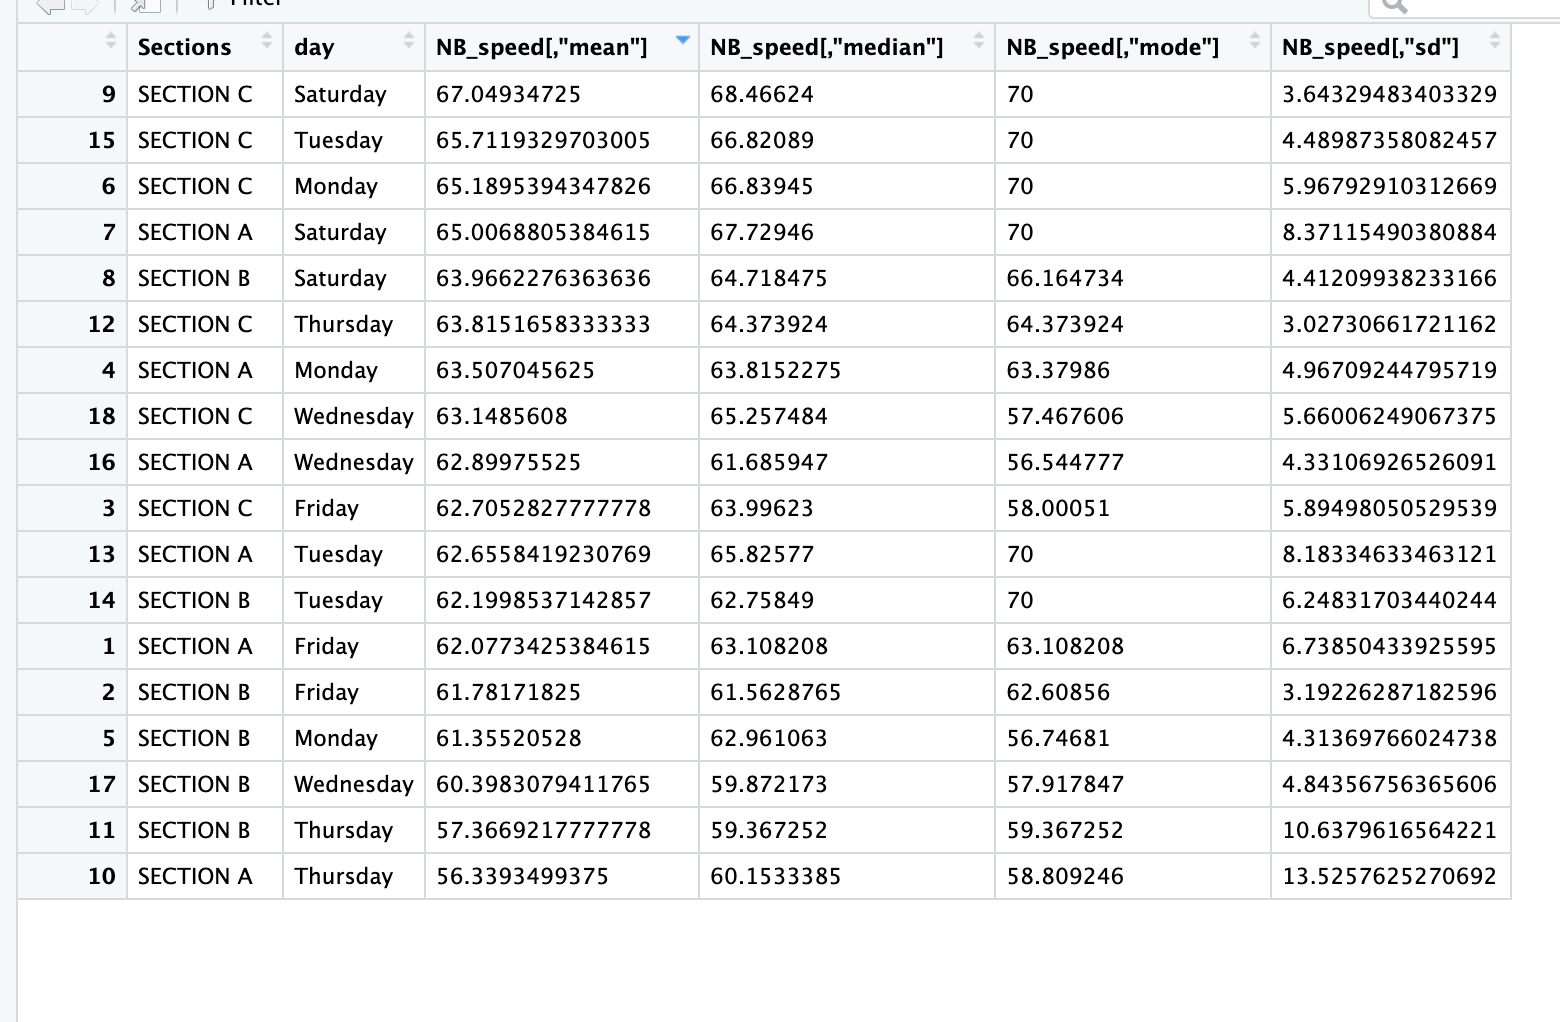 Filter
Sections day NB_speed[,"mean"] NB_speed[,"median"] NB_speed[,"mode"] NB_speed[,"sd"]
9 SECTION C Saturday 67.04934725 68.46624 70 3.64329483403329
15 SECTION C Tuesday 65.7119329703005 66.82089 70 4.48987358082457
6 SECTION C Monday 65.1895394347826 66.83945 70 5.96792910312669
7 SECTION A Saturday 65.0068805384615 67.72946 70 8.37115490380884
8 SECTION B Saturday 63.9662276363636 64.718475 66.164734 4.41209938233166
12 SECTION C Thursday 63.8151658333333 64.373924 64.373924 3.02730661721162
4 SECTION A Monday 63.507045625 63.8152275 63.37986 4.96709244795719
18 SECTION C Wednesday 63.1485608 65.257484 57.467606 5.66006249067375
16 SECTION A Wednesday 62.89975525 61.685947 56.544777 4.33106926526091
3 SECTION C Friday 62.7052827777778 63.99623 58.00051 5.89498050529539
13 SECTION A Tuesday 62.6558419230769 65.82577 70 8.18334633463121
14 SECTION B Tuesday 62.1998537142857 62.75849 70 6.24831703440244
1 SECTION A Friday 62.0773425384615 63.108208 63.108208 6.73850433925595
2 SECTION B Friday 61.78171825 61.5628765 62.60856 3.19226287182596
5 SECTION B Monday 61.35520528 62.961063 56.74681 4.31369766024738
17 SECTION B Wednesday 60.3983079411765 59.872173 57.917847 4.84356756365606
11 SECTION B Thursday 57.3669217777778 59.367252 59.367252 10.6379616564221
10 SECTION A Thursday 56.3393499375 60.1533385 58.809246 13.5257625270692